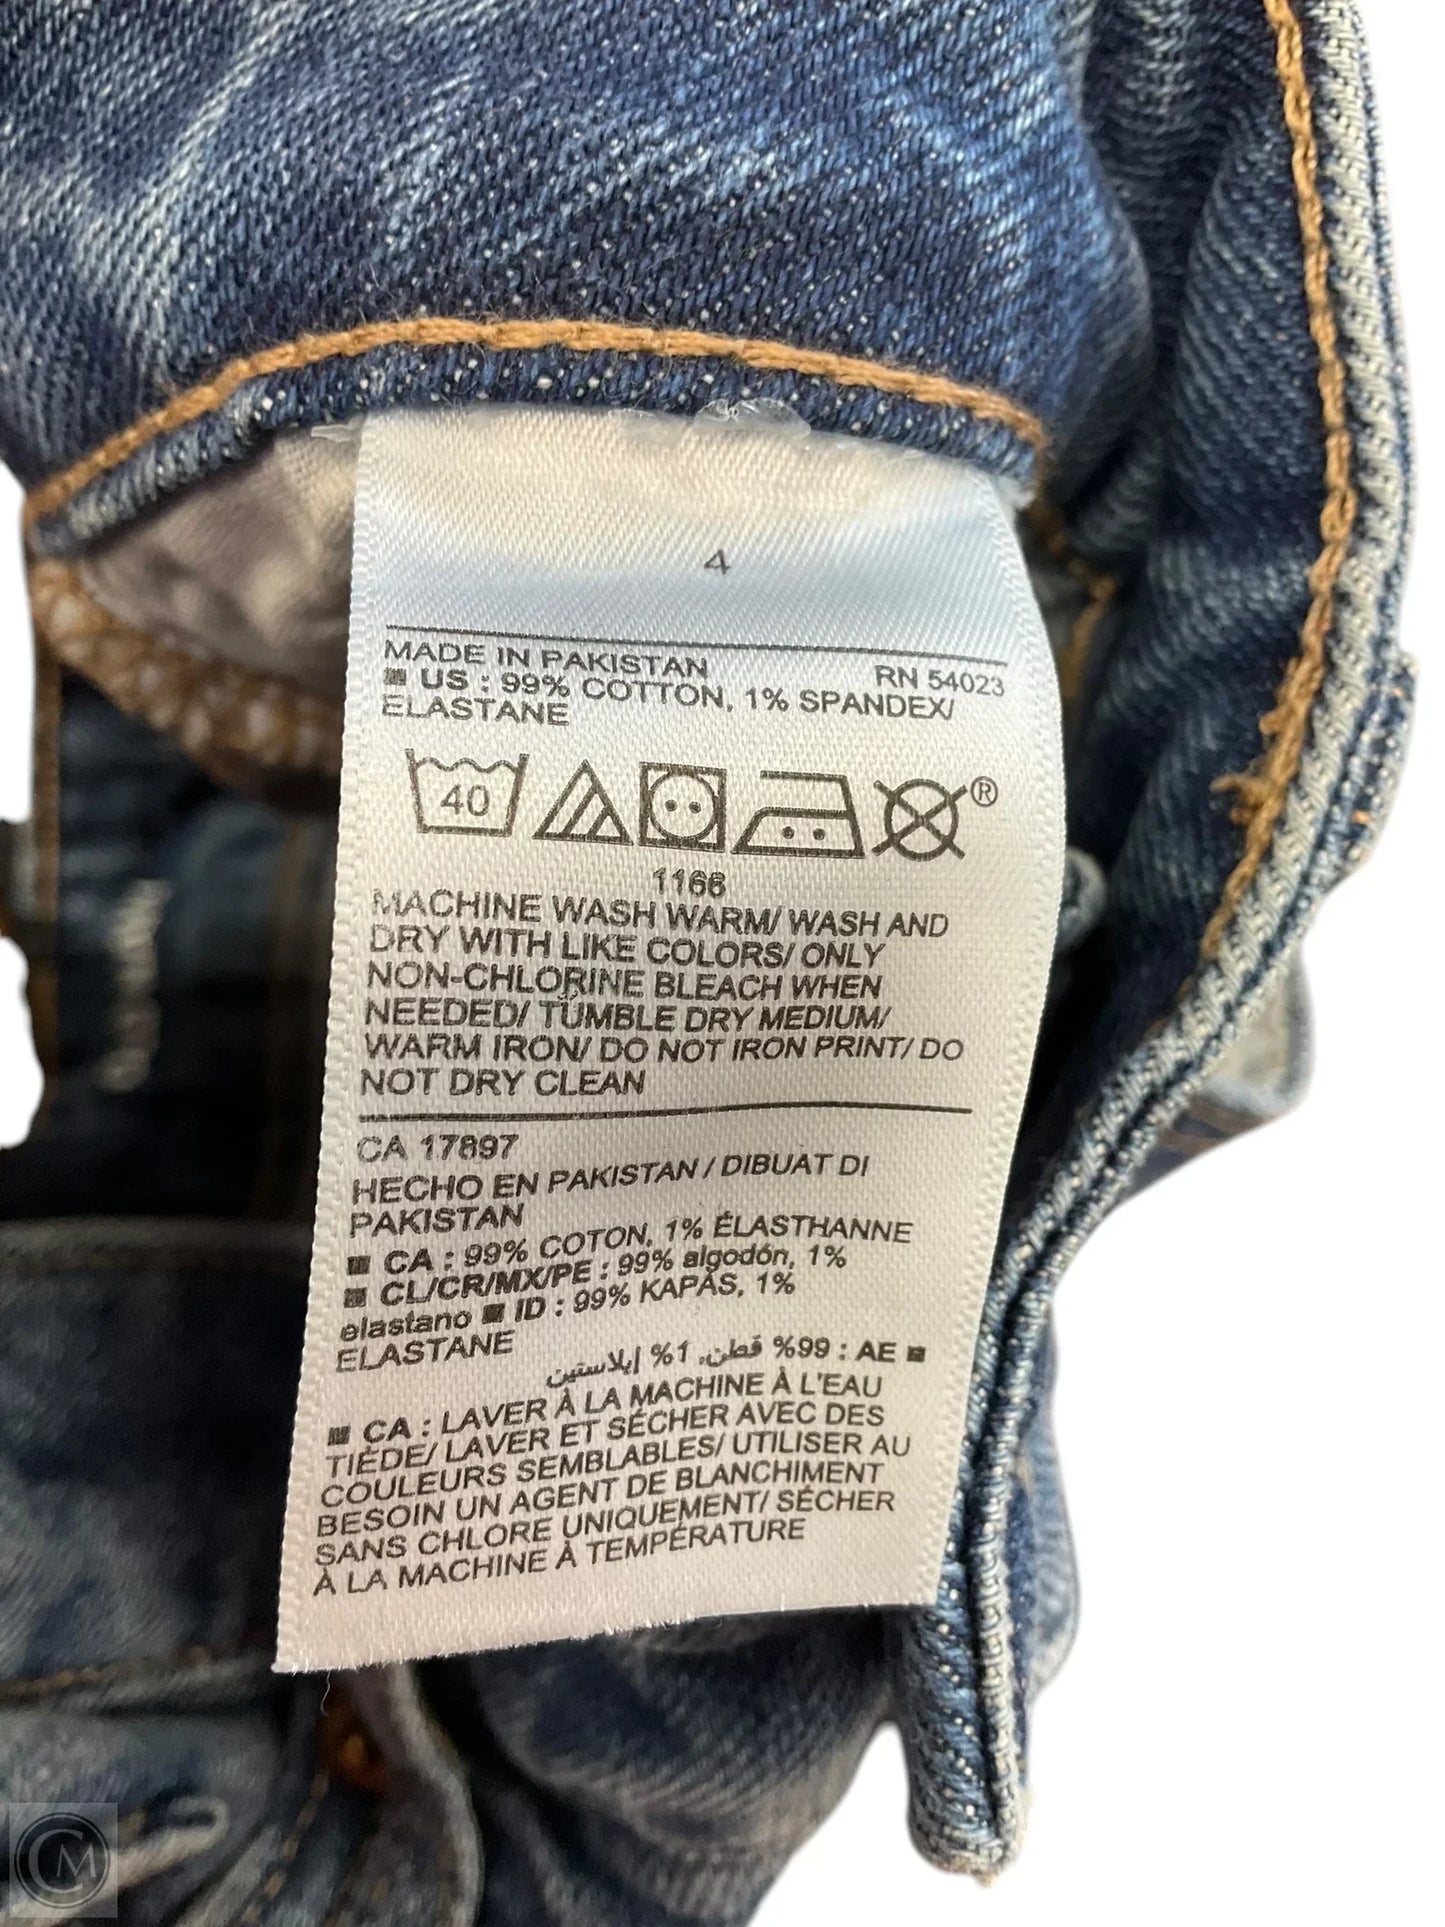 4
MADE IN PAKISTAN RN 54023
■ US : 99% COTTON, 1% SPANDEX/
ELASTANE
40 ®
1166
MACHINE WASH WARM/ WASH AND
DRY WITH LIKE COLORS/ ONLY
NON-CHLORINE BLEACH WHEN
NEEDED/ TUMBLE DRY MEDIUM/
WARM IRON/ DO NOT IRON PRINT/ DO
NOT DRY CLEAN
CA 17897
HECHO EN PAKISTAN / DIBUAT DI
PAKISTAN
■ CA : 99% COTON, 1% ÉLASTHANNE
■ CL/CR/MX/PE : 99% algodón, 1%
elastano ■ ID : 99% KAPAS, 1%
ELASTANE
■ AE : 99% قطن, 1% إيلاستين
■ CA : LAVER À LA MACHINE À L'EAU
TIÈDE/ LAVER ET SÉCHER AVEC DES
COULEURS SEMBLABLES/ UTILISER AU
BESOIN UN AGENT DE BLANCHIMENT
SANS CHLORE UNIQUEMENT/ SÉCHER
À LA MACHINE À TEMPÉRATURE
CM